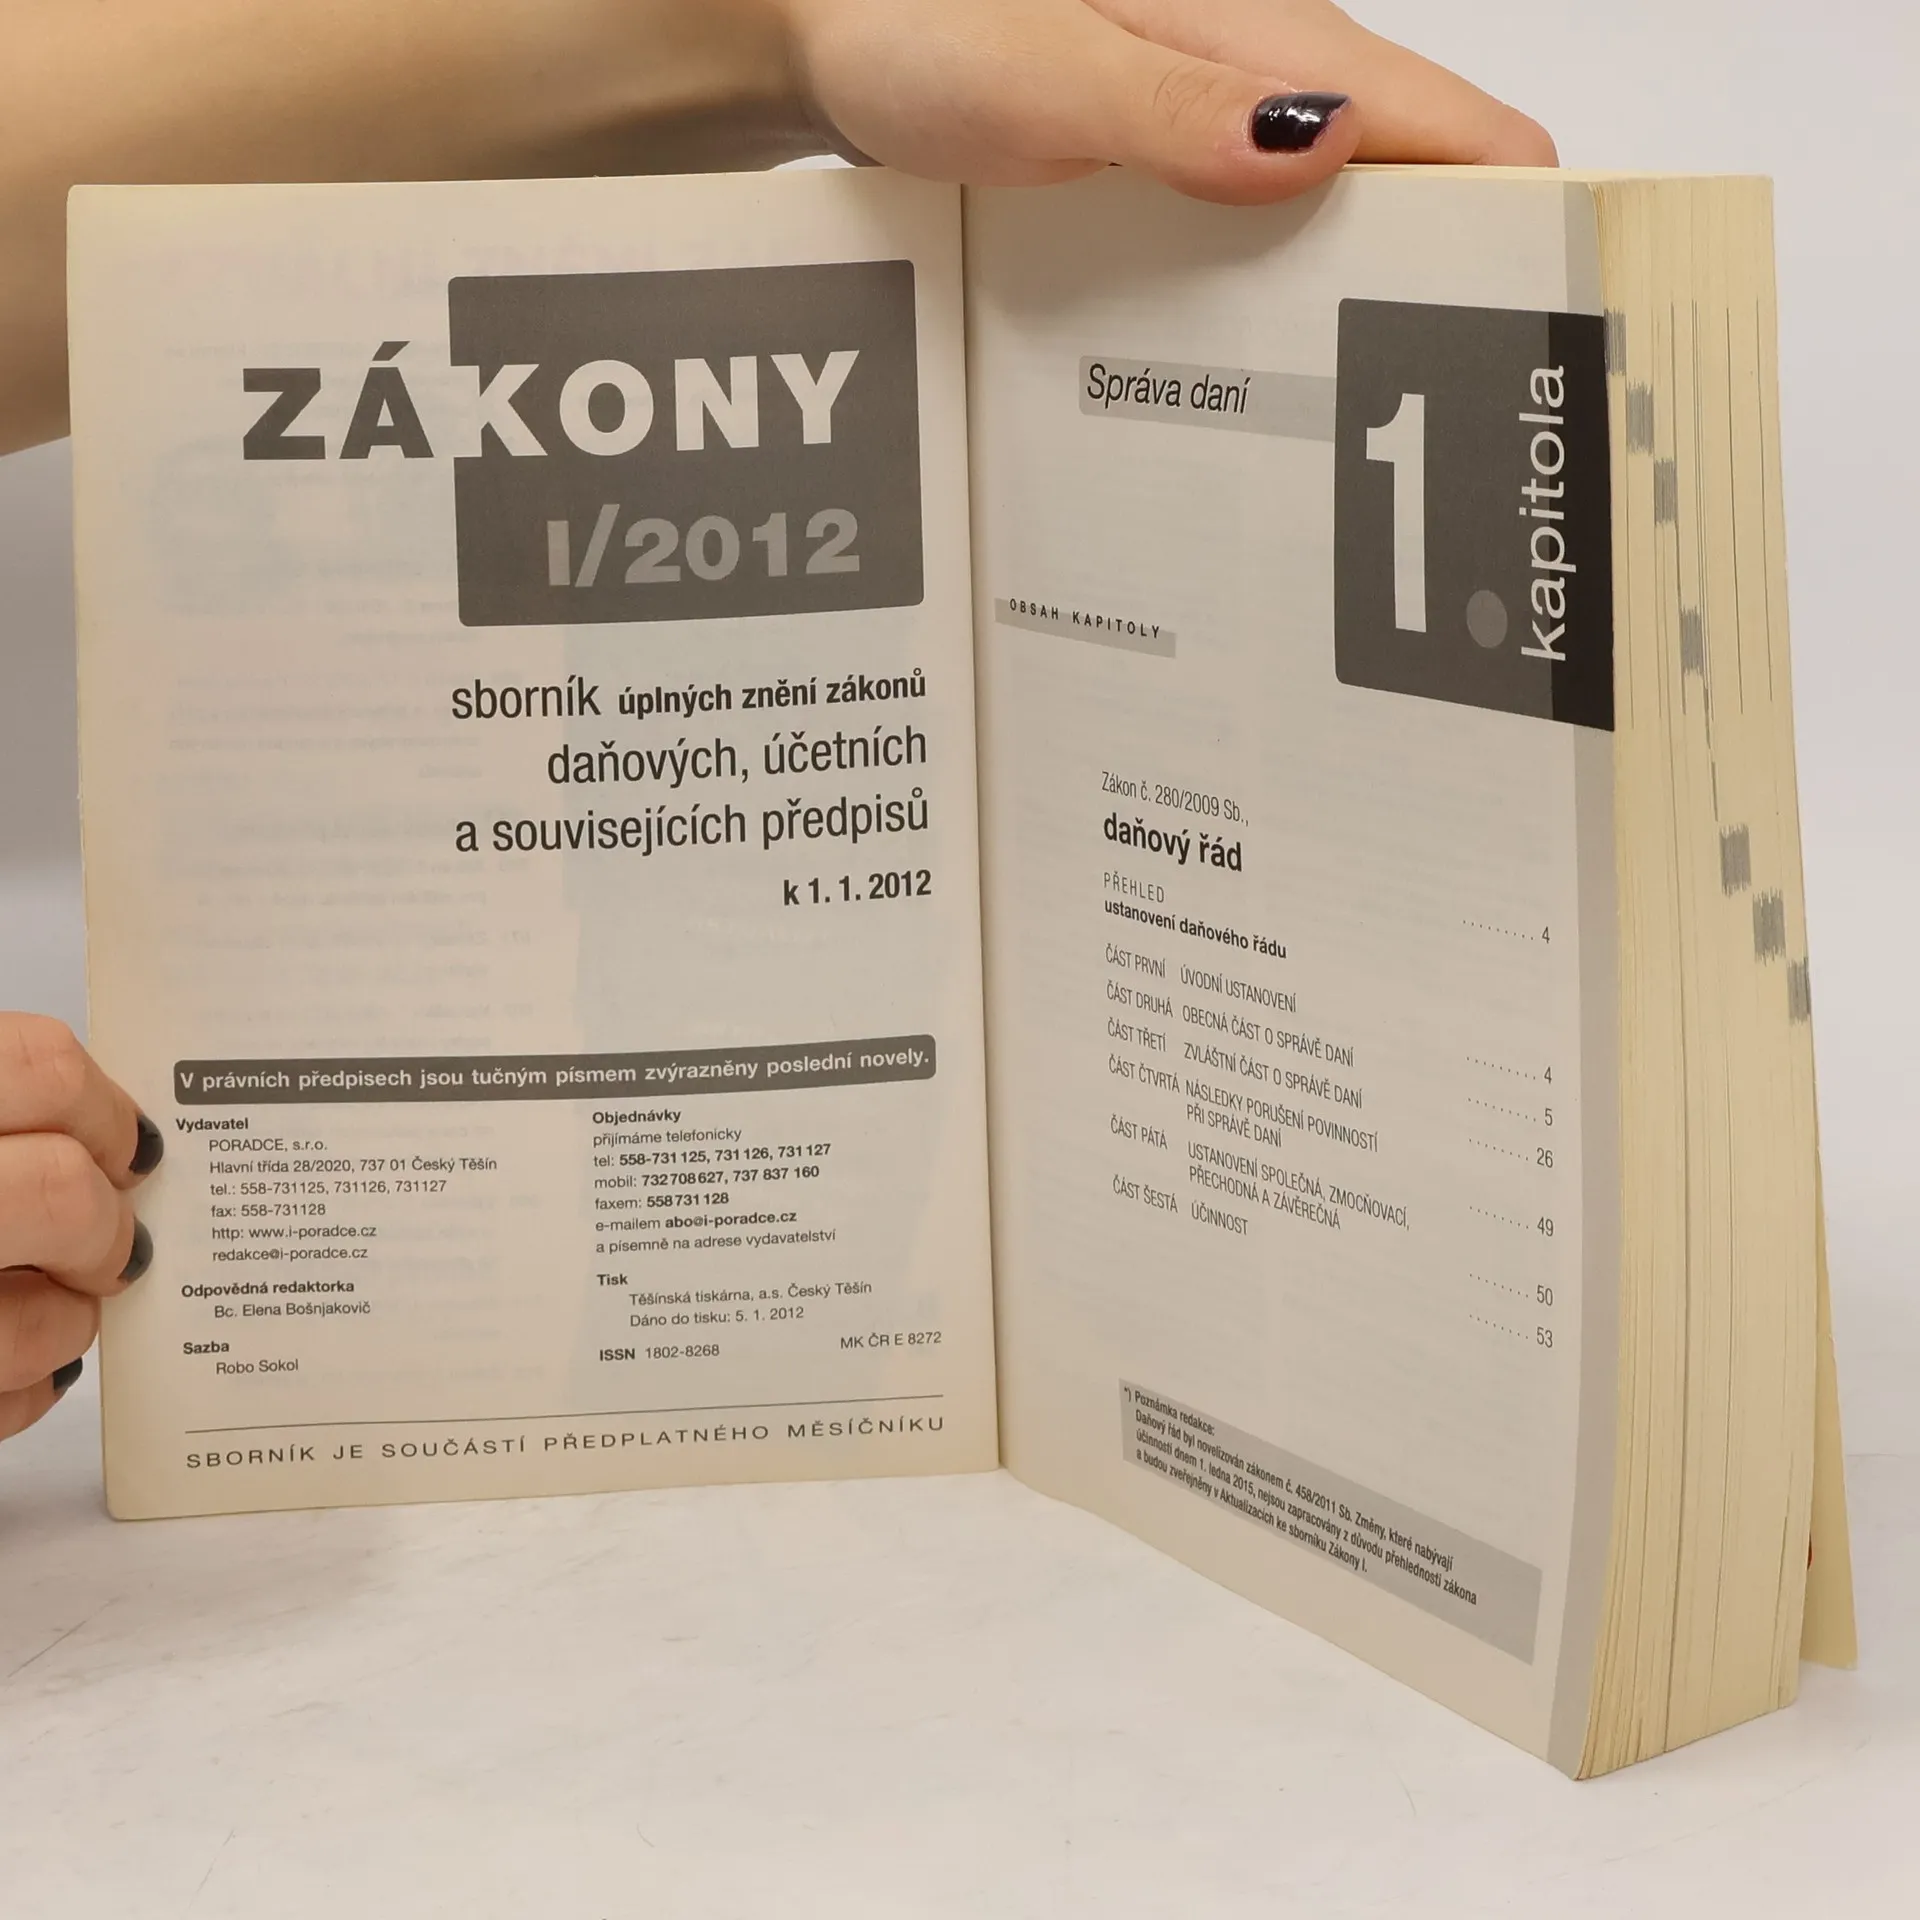 ZÁKONY
I/2012
sborník úplných znění zákonů
daňových, účetních
a souvisejících předpisů
k 1. 1. 2012
V právních předpisech jsou tučným písmem zvýrazněny poslední novely.
Vydavatel
PORADCE, s.r.o.
Hlavní třída 28/2020, 737 01 Český Těšín
tel.: 558-731125, 731126, 731127
fax: 558-731128
http: www.i-poradce.cz
redakce@i-poradce.cz
Odpovědná redaktorka
Bc. Elena Bošnjakovič
Sazba
Robo Sokol
Objednávky
přijímáme telefonicky
tel: 558-731 125, 731 126, 731 127
mobil: 732 708 627, 737 837 160
faxem: 558 731 128
e-mailem abo@i-poradce.cz
a písemně na adrese vydavatelství
Tisk
Těšínská tiskárna, a.s. Český Těšín
Dáno do tisku: 5. 1. 2012
ISSN 1802-8268 MK ČR E 8272
SBORNÍK JE SOUČÁSTÍ PŘEDPLATNÉHO MĚSÍČNÍKU
Správa daní
1.
kapitola
OBSAH KAPITOLY
Zákon č. 280/2009 Sb.,
daňový řád
PŘEHLED
ustanovení daňového řádu ......... 4
ČÁST PRVNÍ ÚVODNÍ USTANOVENÍ ......... 4
ČÁST DRUHÁ OBECNÁ ČÁST O SPRÁVĚ DANÍ ......... 5
ČÁST TŘETÍ ZVLÁŠTNÍ ČÁST O SPRÁVĚ DANÍ ........ 26
ČÁST ČTVRTÁ NÁSLEDKY PORUŠENÍ POVINNOSTÍ
PŘI SPRÁVĚ DANÍ ........ 49
ČÁST PÁTÁ USTANOVENÍ SPOLEČNÁ, ZMOCŇOVACÍ,
PŘECHODNÁ A ZÁVĚREČNÁ ........ 50
ČÁST ŠESTÁ ÚČINNOST ........ 53
*) Poznámka redakce:
Daňový řád byl novelizován zákonem č. 458/2011 Sb. Změny, které nabývají
účinnosti dnem 1. ledna 2015, nejsou zapracovány z důvodu přehlednosti zákona
a budou zveřejněny v Aktualizacích ke sborníku Zákony I.